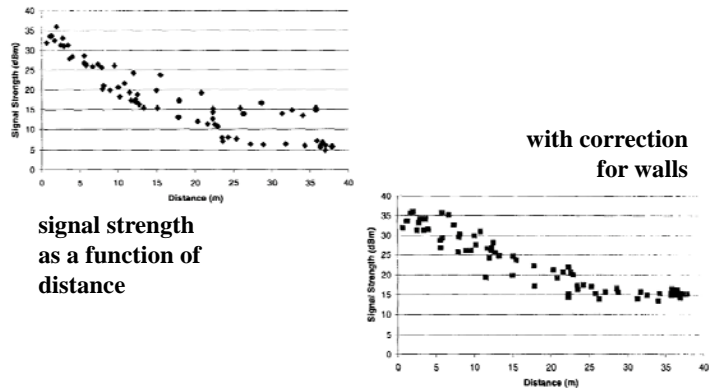 40
35
30
25
20
15
10
5
0
Signal Strength (dBm)
0 5 10 15 20 25 30 35 40
Distance (m)
signal strength
as a function of
distance
with correction
for walls
40
35
30
25
20
15
10
5
0
Signal Strength (dBm)
0 5 10 15 20 25 30 35 40
Distance (m)